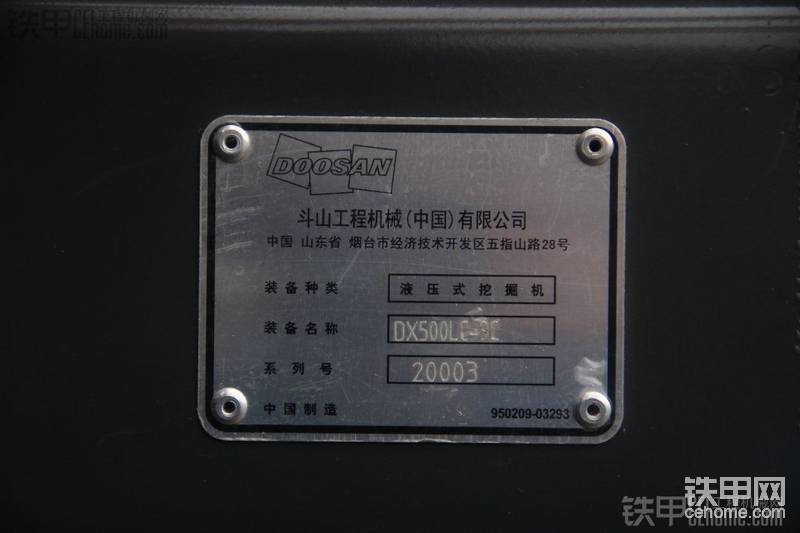 DOOSAN
斗山工程机械(中国)有限公司
中国 山东省 烟台市经济技术开发区五指山路28号
装备种类 液压式挖掘机
装备名称 DX500LC-9C
系列号 20003
中国制造 950209-03293
铁甲网
cehome.com